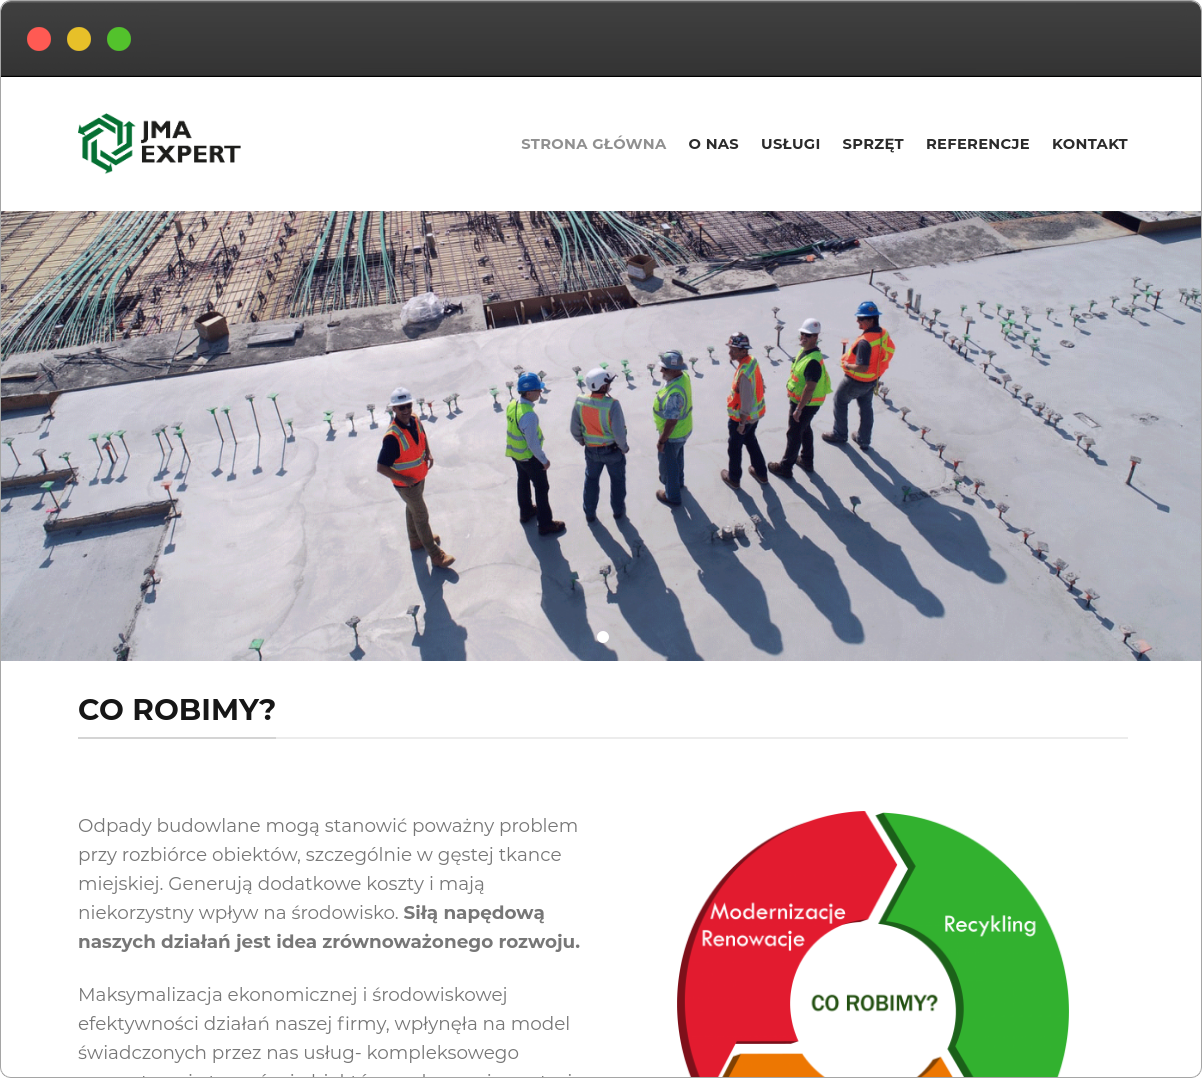 JMA
EXPERT
STRONA GŁÓWNA O NAS USŁUGI SPRZĘT REFERENCJE KONTAKT
CO ROBIMY?
Odpady budowlane mogą stanowić poważny problem
przy rozbiórce obiektów, szczególnie w gęstej tkance
miejskiej. Generują dodatkowe koszty i mają
niekorzystny wpływ na środowisko. Siłą napędową
naszych działań jest idea zrównoważonego rozwoju.
Maksymalizacja ekonomicznej i środowiskowej
efektywności działań naszej firmy, wpłynęła na model
świadczonych przez nas usług- kompleksowego
Modernizacje
Renowacje
Recykling
CO ROBIMY?